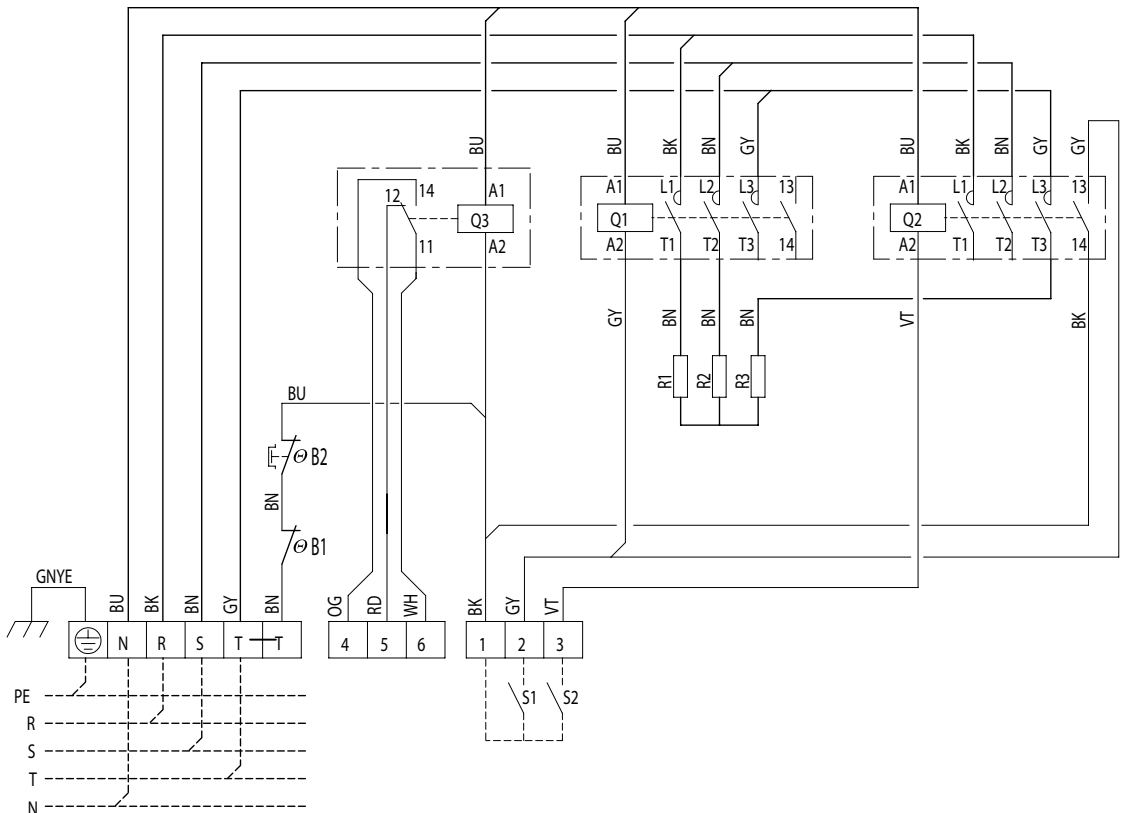 BU
BU
BK
BN
GY
BU
BK
BN
GY
GY
12
14
A1
Q3
11
A2
A1
L1
L2
L3
13
Q1
A2
T1
T2
T3
14
A1
L1
L2
L3
13
Q2
A2
T1
T2
T3
14
GY
BN
BN
BN
VT
BK
R1
R2
R3
BU
Θ B2
BN
Θ B1
GNYE
BU
BK
BN
GY
BN
OG
RD
WH
BK
GY
VT
N
R
S
T
T
4
5
6
1
2
3
S1
S2
PE
R
S
T
N